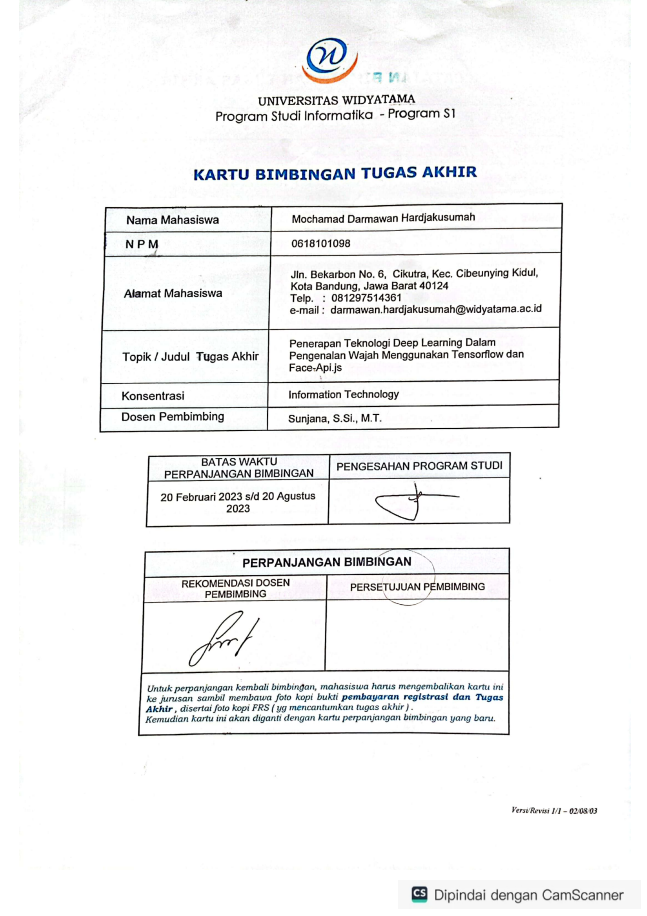 UNIVERSITAS WIDYATAMA
Program Studi Informatika - Program S1
KARTU BIMBINGAN TUGAS AKHIR
Nama Mahasiswa
Mochamad Darmawan Hardjakusumah
N P M
0618101098
Alamat Mahasiswa
Jln. Bekarbon No. 6, Cikutra, Kec. Cibeunying Kidul,
Kota Bandung, Jawa Barat 40124
Telp. : 081297514361
e-mail : darmawan.hardjakusumah@widyatama.ac.id
Topik / Judul Tugas Akhir
Penerapan Teknologi Deep Learning Dalam
Pengenalan Wajah Menggunakan Tensorflow dan
Face-Api.js
Konsentrasi
Information Technology
Dosen Pembimbing
Sunjana, S.Si., M.T.
BATAS WAKTU
PERPANJANGAN BIMBINGAN
PENGESAHAN PROGRAM STUDI
20 Februari 2023 s/d 20 Agustus
2023
PERPANJANGAN BIMBINGAN
REKOMENDASI DOSEN
PEMBIMBING
PERSETUJUAN PEMBIMBING
Untuk perpanjangan kembali bimbingan, mahasiswa harus mengembalikan kartu ini
ke jurusan sambil membawa foto kopi bukti pembayaran registrasi dan Tugas
Akhir , disertai foto kopi FRS ( yg mencantumkan tugas akhir ) .
Kemudian kartu ini akan diganti dengan kartu perpanjangan bimbingan yang baru.
Versi/Revisi 1/1 – 02/08/03
CS Dipindai dengan CamScanner